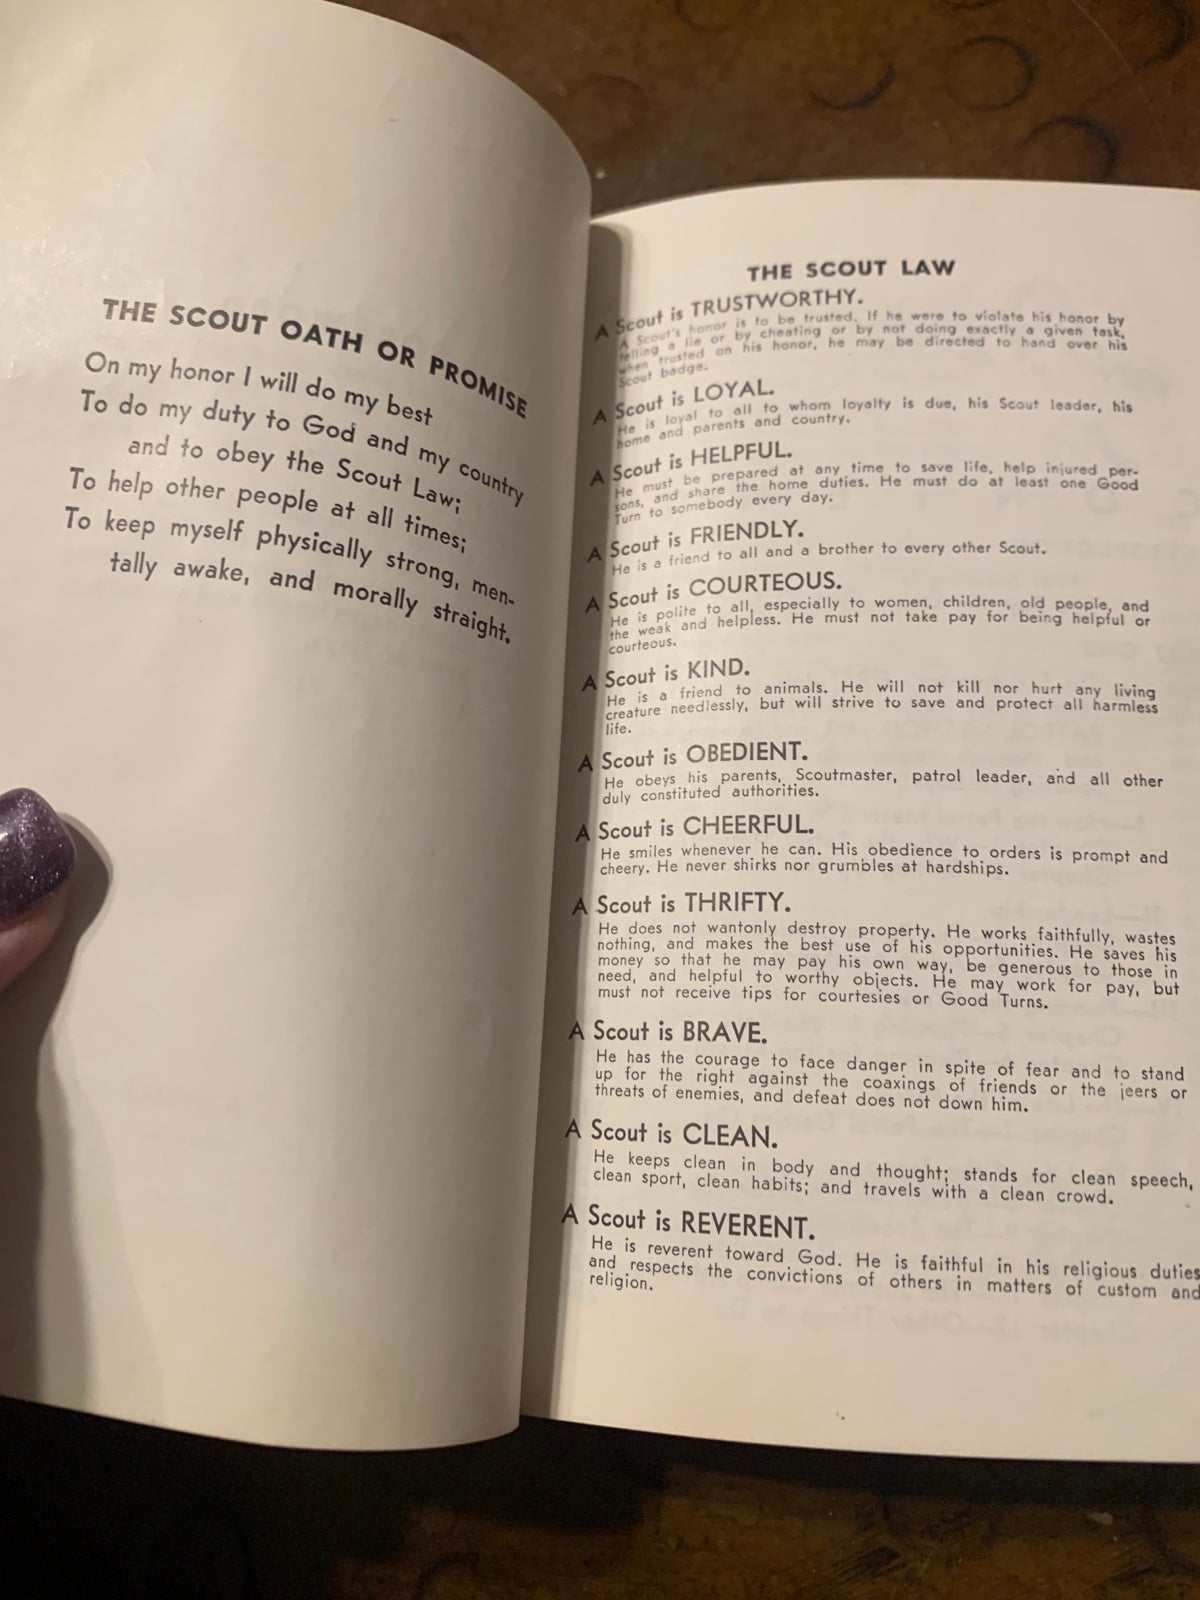 THE SCOUT OATH OR PROMISE
On my honor I will do my best
To do my duty to God and my country
and to obey the Scout Law;
To help other people at all times;
To keep myself physically strong, men-
tally awake, and morally straight.
THE SCOUT LAW
A Scout is TRUSTWORTHY.
A Scout's honor is to be trusted. If he were to violate his honor by
telling a lie or by cheating or by not doing exactly a given task,
when trusted on his honor, he may be directed to hand over his
Scout badge.
A Scout is LOYAL.
He is loyal to all to whom loyalty is due, his Scout leader, his
home and parents and country.
A Scout is HELPFUL.
He must be prepared at any time to save life, help injured per-
sons, and share the home duties. He must do at least one Good
Turn to somebody every day.
A Scout is FRIENDLY.
He is a friend to all and a brother to every other Scout.
A Scout is COURTEOUS.
He is polite to all, especially to women, children, old people, and
the weak and helpless. He must not take pay for being helpful or
courteous.
A Scout is KIND.
He is a friend to animals. He will not kill nor hurt any living
creature needlessly, but will strive to save and protect all harmless
life.
A Scout is OBEDIENT.
He obeys his parents, Scoutmaster, patrol leader, and all other
duly constituted authorities.
A Scout is CHEERFUL.
He smiles whenever he can. His obedience to orders is prompt and
cheery. He never shirks nor grumbles at hardships.
A Scout is THRIFTY.
He does not wantonly destroy property. He works faithfully, wastes
nothing, and makes the best use of his opportunities. He saves his
money so that he may pay his own way, be generous to those in
need, and helpful to worthy objects. He may work for pay, but
must not receive tips for courtesies or Good Turns.
A Scout is BRAVE.
He has the courage to face danger in spite of fear and to stand
up for the right against the coaxings of friends or the jeers or
threats of enemies, and defeat does not down him.
A Scout is CLEAN.
He keeps clean in body and thought; stands for clean speech,
clean sport, clean habits; and travels with a clean crowd.
A Scout is REVERENT.
He is reverent toward God. He is faithful in his religious duties
and respects the convictions of others in matters of custom and
religion.